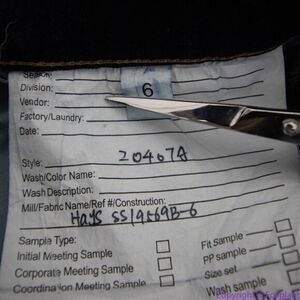 Season:
Division:
6
Vendor:
Factory/Laundry:
Date:
Style: 20467A
Wash/Color Name:
Wash Description:
Mill/Fabric Name/Ref #/Construction:
Hays SS19569B-6
Sample Type:
Fit sample
Initial Meeting Sample
PP sample
Corporate Meeting Sample
Size set
Coordination Meeting Sample
Wash sample